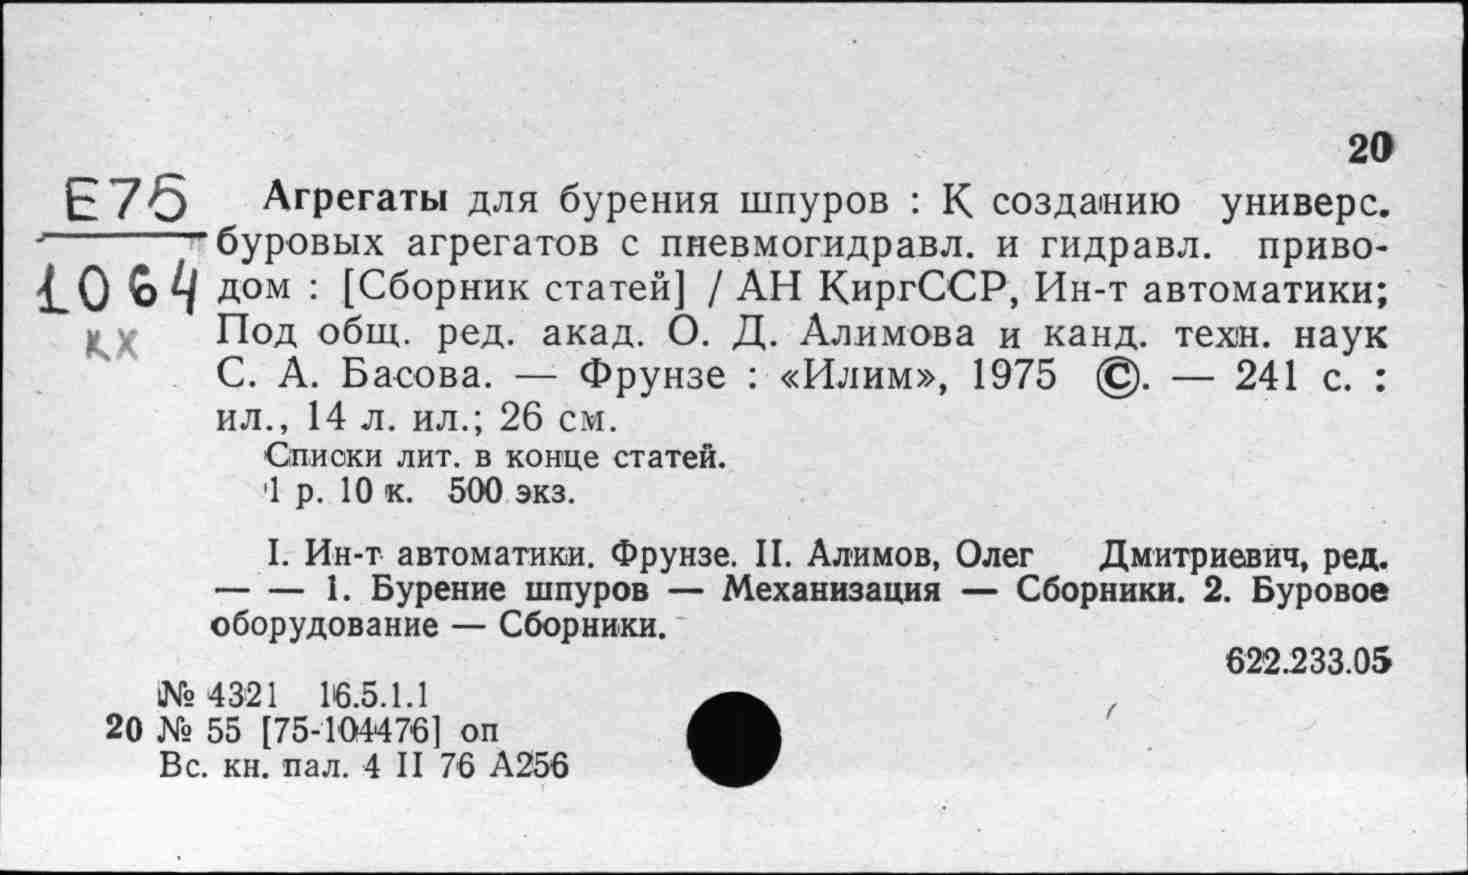 20
Е76 Агрегаты для бурения шпуров : К созданию универс.
буровых агрегатов с пневмогидравл. и гидравл. приво-
1064 дом : [Сборник статей] / АН КиргССР, Ин-т автоматики;
кх Под общ. ред. акад. О. Д. Алимова и канд. техн. наук
С. А. Басова. — Фрунзе : «Илим», 1975 ©. — 241 с. :
ил., 14 л. ил.; 26 см.
Списки лит. в конце статей.
1 р. 10 к. 500 экз.
I. Ин-т автоматики. Фрунзе. II. Алимов, Олег Дмитриевич, ред.
— — 1. Бурение шпуров — Механизация — Сборники. 2. Буровое
оборудование — Сборники.
622.233.05
№ 4321 16.5.1.1
20 № 55 [75-104476] оп
Вс. кн. пал. 4 II 76 А256